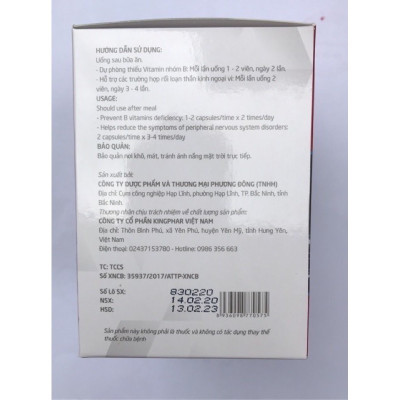 HƯỚNG DẪN SỬ DỤNG:
Uống sau bữa ăn.
- Dự phòng thiếu Vitamin nhóm B: Mỗi lần uống 1 - 2 viên, ngày 2 lần.
- Hỗ trợ các trường hợp rối loạn thần kinh ngoại vi: Mỗi lần uống 2
viên, ngày 3 - 4 lần.
USAGE:
Should use after mevil
- Prevent B vitamins deficiency: 1-2 capsules/time x 2 times/day
- Helps reduce the symptoms of peripheral nervous system disorders:
2 capsules/time x 3-4 times/day
BẢO QUẢN:
Bảo quản nơi khô, mát, tránh ánh nắng mặt trời trực tiếp.
Sản xuất bởi:
CÔNG TY DƯỢC PHẨM VÀ THƯƠNG MẠI PHƯƠNG ĐÔNG (TNHH)
Địa chỉ: Cụm công nghiệp Hạp Lĩnh, phường Hạp Lĩnh, TP. Bắc Ninh, tỉnh
Bắc Ninh
Thương nhân chịu trách nhiệm về chất lượng sản phẩm:
CÔNG TY CỔ PHẦN KINGPHAR VIỆT NAM
Địa chỉ: Thôn Bình Phú, xã Yên Phú, huyện Yên Mỹ, tỉnh Hưng Yên,
Việt Nam
Điện thoại: 02437153780 - Hotline: 0986 356 663
TC: TCCS
Số XNCB: 35937/2017/ATTP-XNCB
Số Lô SX: 830220
NSX: 14.02.20
HSD: 13.02.23
Sản phẩm này không phải là thuốc và không có tác dụng thay thế
thuốc chữa bệnh